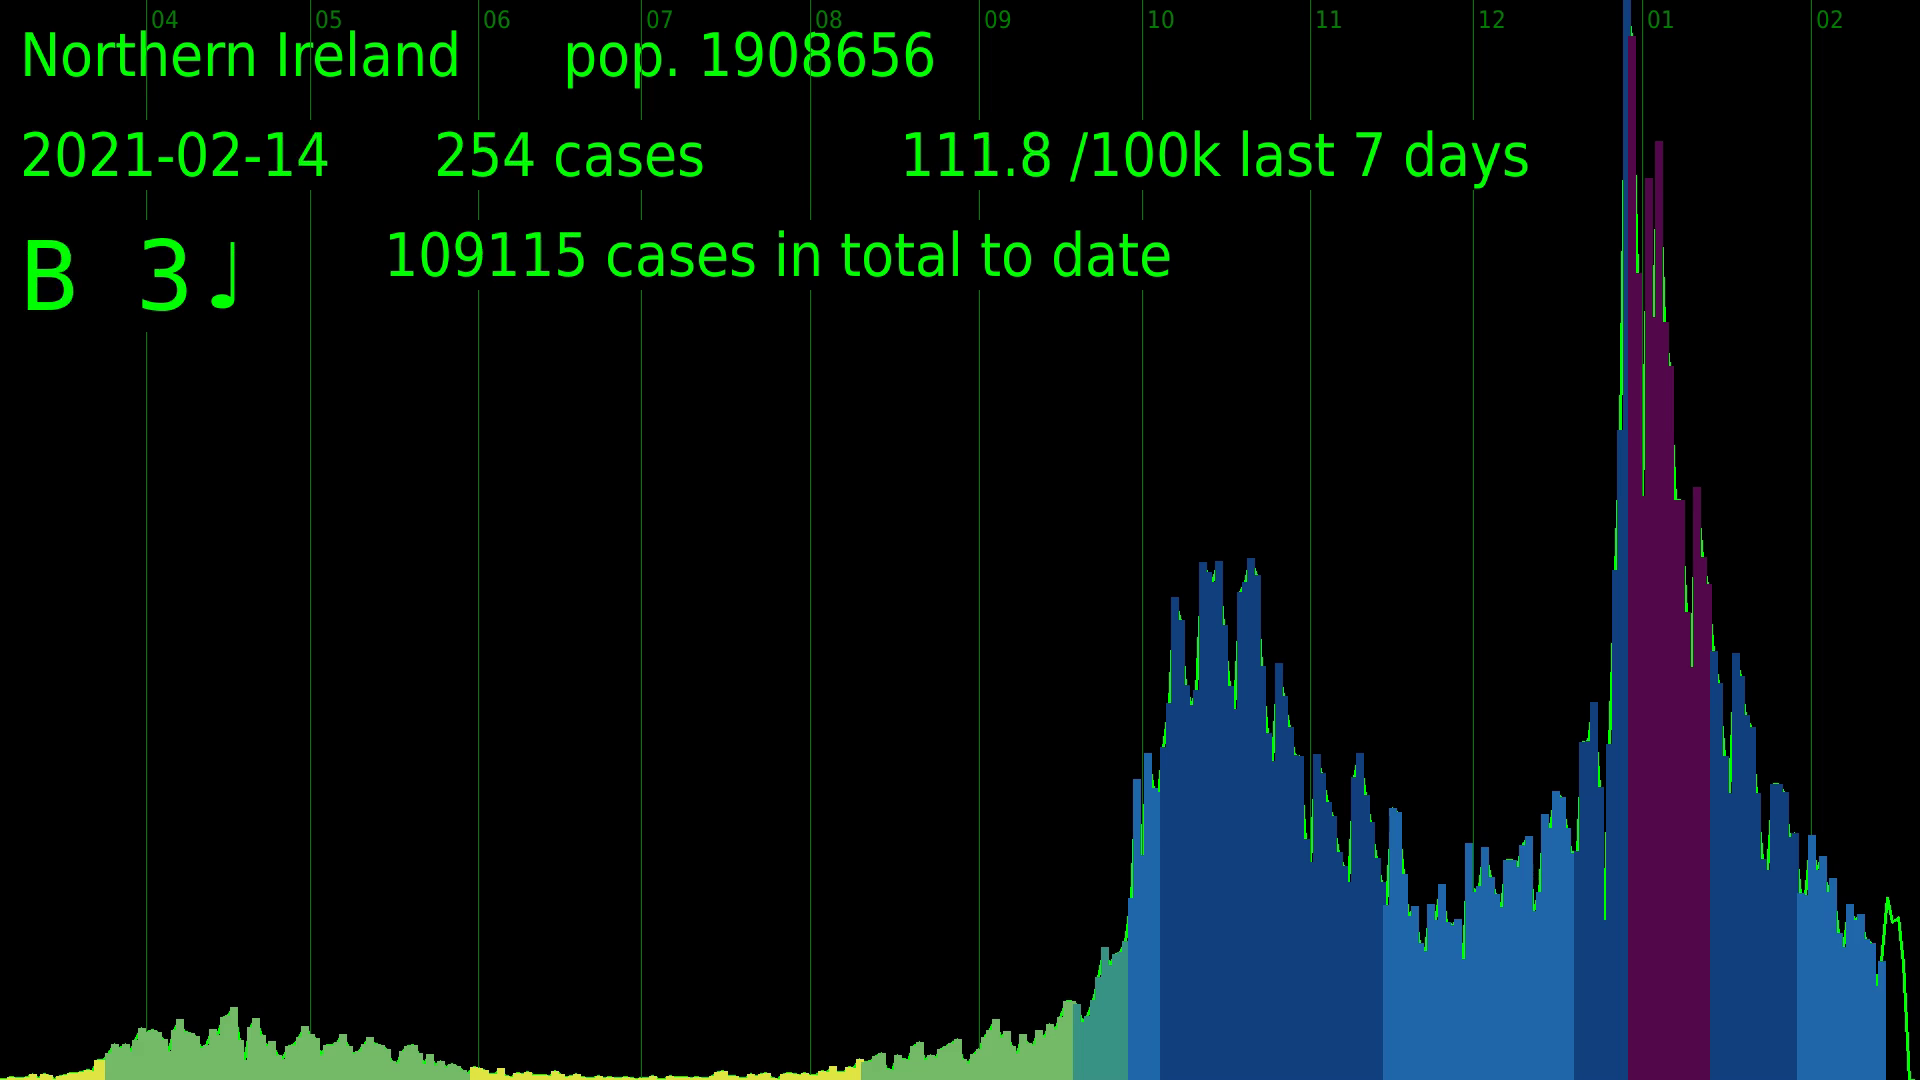 04 05 06 07 08 09 10 11 12 01 02
Northern Ireland pop. 1908656
2021-02-14 254 cases 111.8 /100k last 7 days
B 3♩ 109115 cases in total to date